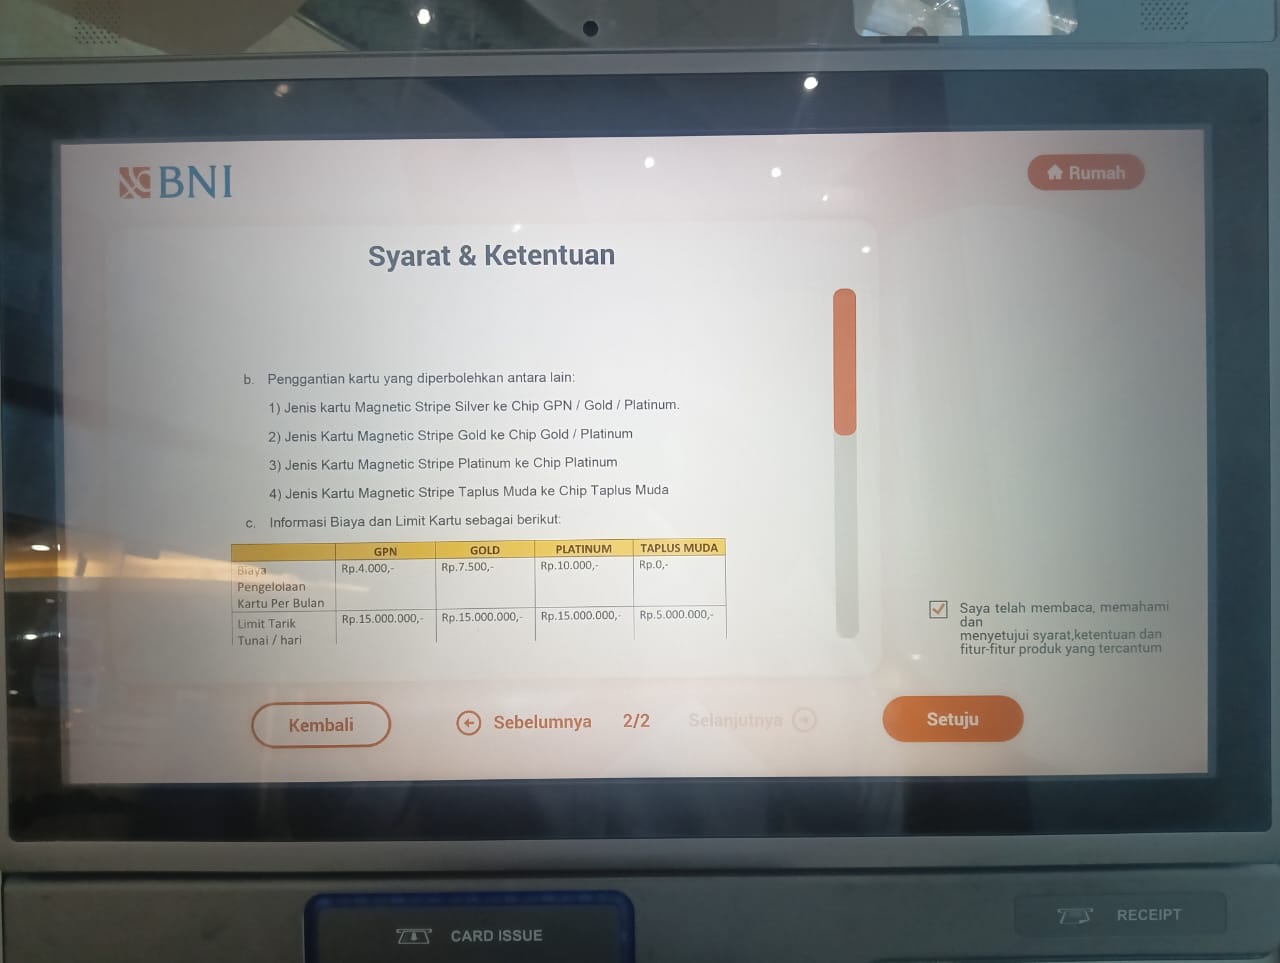 BNI
Rumah
Syarat & Ketentuan
b. Penggantian kartu yang diperbolehkan antara lain:
1) Jenis kartu Magnetic Stripe Silver ke Chip GPN / Gold / Platinum.
2) Jenis Kartu Magnetic Stripe Gold ke Chip Gold / Platinum
3) Jenis Kartu Magnetic Stripe Platinum ke Chip Platinum
4) Jenis Kartu Magnetic Stripe Taplus Muda ke Chip Taplus Muda
c. Informasi Biaya dan Limit Kartu sebagai berikut:
GPN GOLD PLATINUM TAPLUS MUDA
Biaya Rp.4.000,- Rp.7.500,- Rp.10.000,- Rp.0,-
Pengelolaan
Kartu Per Bulan
Limit Tarik Rp.15.000.000,- Rp.15.000.000,- Rp.15.000.000,- Rp.5.000.000,-
Tunai / hari
Saya telah membaca, memahami
dan
menyetujui syarat,ketentuan dan
fitur-fitur produk yang tercantum
Kembali Sebelumnya 2/2 Selanjutnya Setuju
CARD ISSUE RECEIPT